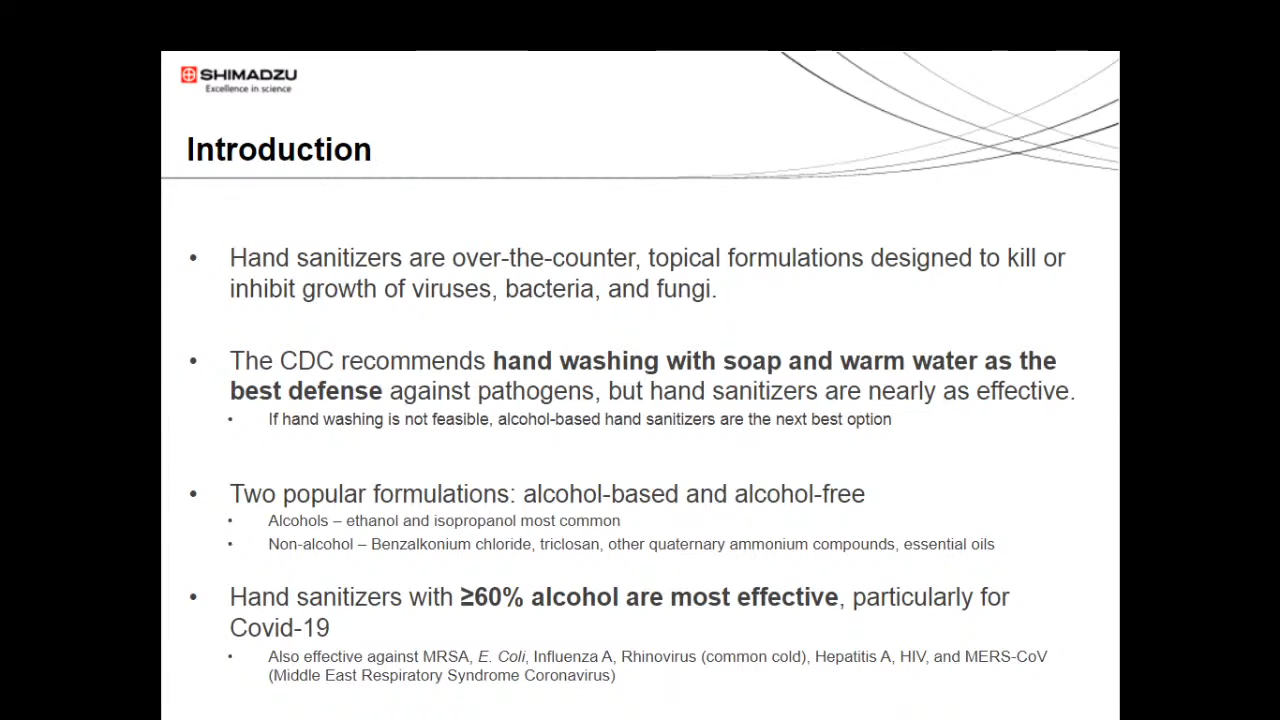 SHIMADZU
Excellence in science
Introduction
• Hand sanitizers are over-the-counter, topical formulations designed to kill or
inhibit growth of viruses, bacteria, and fungi.
• The CDC recommends hand washing with soap and warm water as the
best defense against pathogens, but hand sanitizers are nearly as effective.
• If hand washing is not feasible, alcohol-based hand sanitizers are the next best option
• Two popular formulations: alcohol-based and alcohol-free
• Alcohols – ethanol and isopropanol most common
• Non-alcohol – Benzalkonium chloride, triclosan, other quaternary ammonium compounds, essential oils
• Hand sanitizers with ≥60% alcohol are most effective, particularly for
Covid-19
• Also effective against MRSA, E. Coli, Influenza A, Rhinovirus (common cold), Hepatitis A, HIV, and MERS-CoV
(Middle East Respiratory Syndrome Coronavirus)